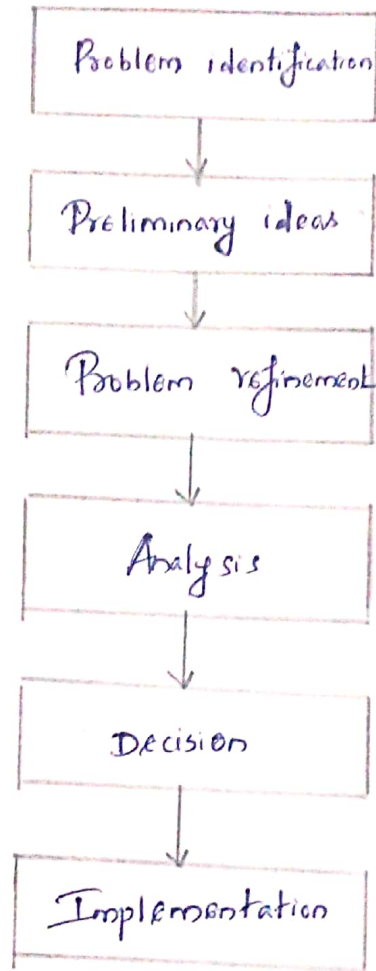 Problem identification
Preliminary ideas
Problem refinement
Analysis
Decision
Implementation